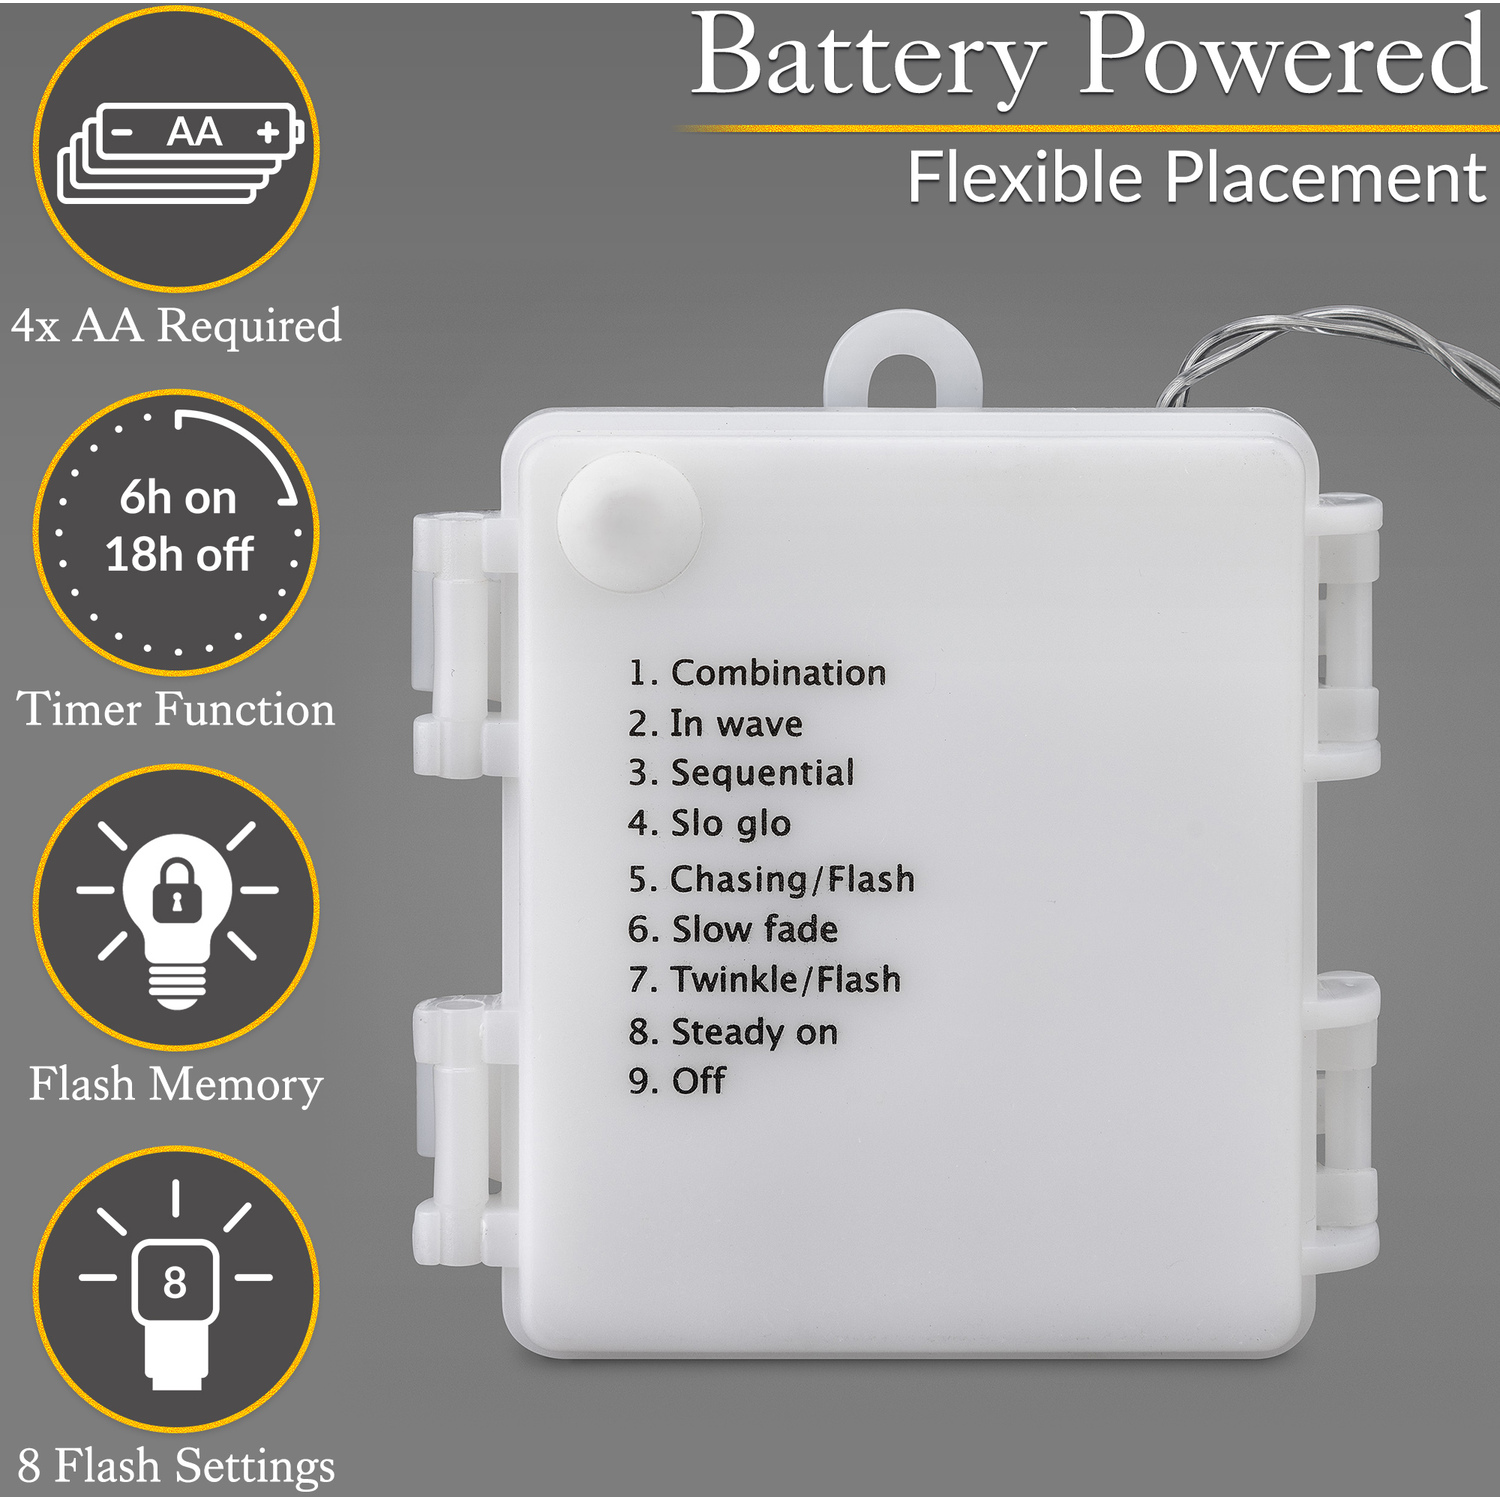 Battery Powered
Flexible Placement
- AA +
4x AA Required
6h on
18h off
Timer Function
Flash Memory
8
8 Flash Settings
1. Combination
2. In wave
3. Sequential
4. Slo glo
5. Chasing/Flash
6. Slow fade
7. Twinkle/Flash
8. Steady on
9. Off